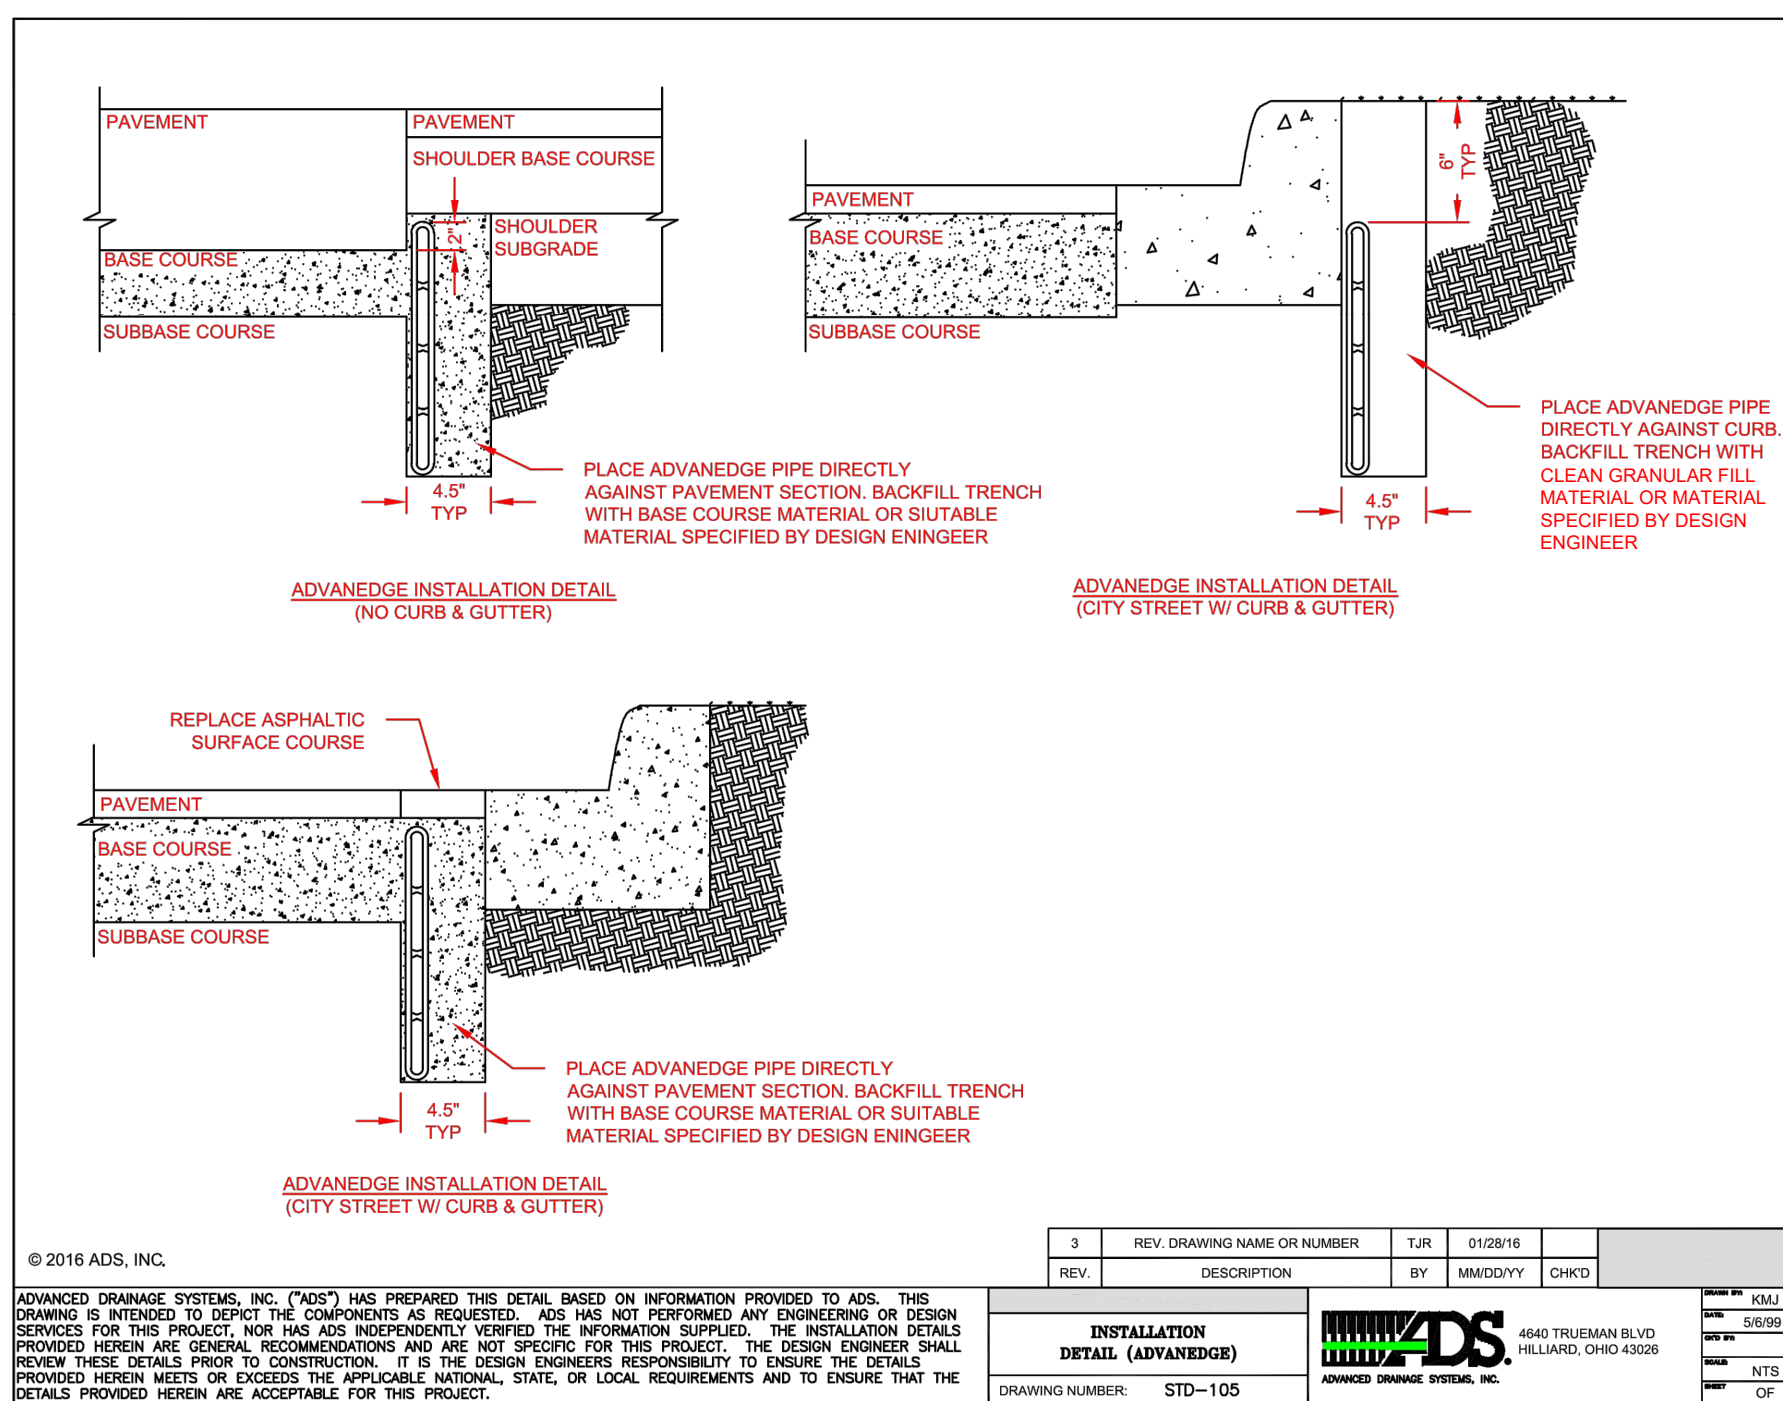 PAVEMENT
PAVEMENT
SHOULDER BASE COURSE
SHOULDER
SUBGRADE
2"
BASE COURSE
SUBBASE COURSE
4.5"
TYP
PLACE ADVANEDGE PIPE DIRECTLY
AGAINST PAVEMENT SECTION. BACKFILL TRENCH
WITH BASE COURSE MATERIAL OR SIUTABLE
MATERIAL SPECIFIED BY DESIGN ENINGEER
ADVANEDGE INSTALLATION DETAIL
(NO CURB & GUTTER)
6"
TYP
PAVEMENT
BASE COURSE
SUBBASE COURSE
4.5"
TYP
PLACE ADVANEDGE PIPE
DIRECTLY AGAINST CURB.
BACKFILL TRENCH WITH
CLEAN GRANULAR FILL
MATERIAL OR MATERIAL
SPECIFIED BY DESIGN
ENGINEER
ADVANEDGE INSTALLATION DETAIL
(CITY STREET W/ CURB & GUTTER)
REPLACE ASPHALTIC
SURFACE COURSE
PAVEMENT
BASE COURSE
SUBBASE COURSE
4.5"
TYP
PLACE ADVANEDGE PIPE DIRECTLY
AGAINST PAVEMENT SECTION. BACKFILL TRENCH
WITH BASE COURSE MATERIAL OR SUITABLE
MATERIAL SPECIFIED BY DESIGN ENINGEER
ADVANEDGE INSTALLATION DETAIL
(CITY STREET W/ CURB & GUTTER)
© 2016 ADS, INC.
3 REV. DRAWING NAME OR NUMBER TJR 01/28/16
REV. DESCRIPTION BY MM/DD/YY CHK'D
ADVANCED DRAINAGE SYSTEMS, INC. ("ADS") HAS PREPARED THIS DETAIL BASED ON INFORMATION PROVIDED TO ADS. THIS
DRAWING IS INTENDED TO DEPICT THE COMPONENTS AS REQUESTED. ADS HAS NOT PERFORMED ANY ENGINEERING OR DESIGN
SERVICES FOR THIS PROJECT, NOR HAS ADS INDEPENDENTLY VERIFIED THE INFORMATION SUPPLIED. THE INSTALLATION DETAILS
PROVIDED HEREIN ARE GENERAL RECOMMENDATIONS AND ARE NOT SPECIFIC FOR THIS PROJECT. THE DESIGN ENGINEER SHALL
REVIEW THESE DETAILS PRIOR TO CONSTRUCTION. IT IS THE DESIGN ENGINEERS RESPONSIBILITY TO ENSURE THE DETAILS
PROVIDED HEREIN MEETS OR EXCEEDS THE APPLICABLE NATIONAL, STATE, OR LOCAL REQUIREMENTS AND TO ENSURE THAT THE
DETAILS PROVIDED HEREIN ARE ACCEPTABLE FOR THIS PROJECT.
INSTALLATION
DETAIL (ADVANEDGE)
DRAWING NUMBER: STD-105
ADS.
ADVANCED DRAINAGE SYSTEMS, INC.
4640 TRUEMAN BLVD
HILLIARD, OHIO 43026
DRAWN BY: KMJ
DATE: 5/6/99
CK'D BY:
SCALE: NTS
SHEET OF